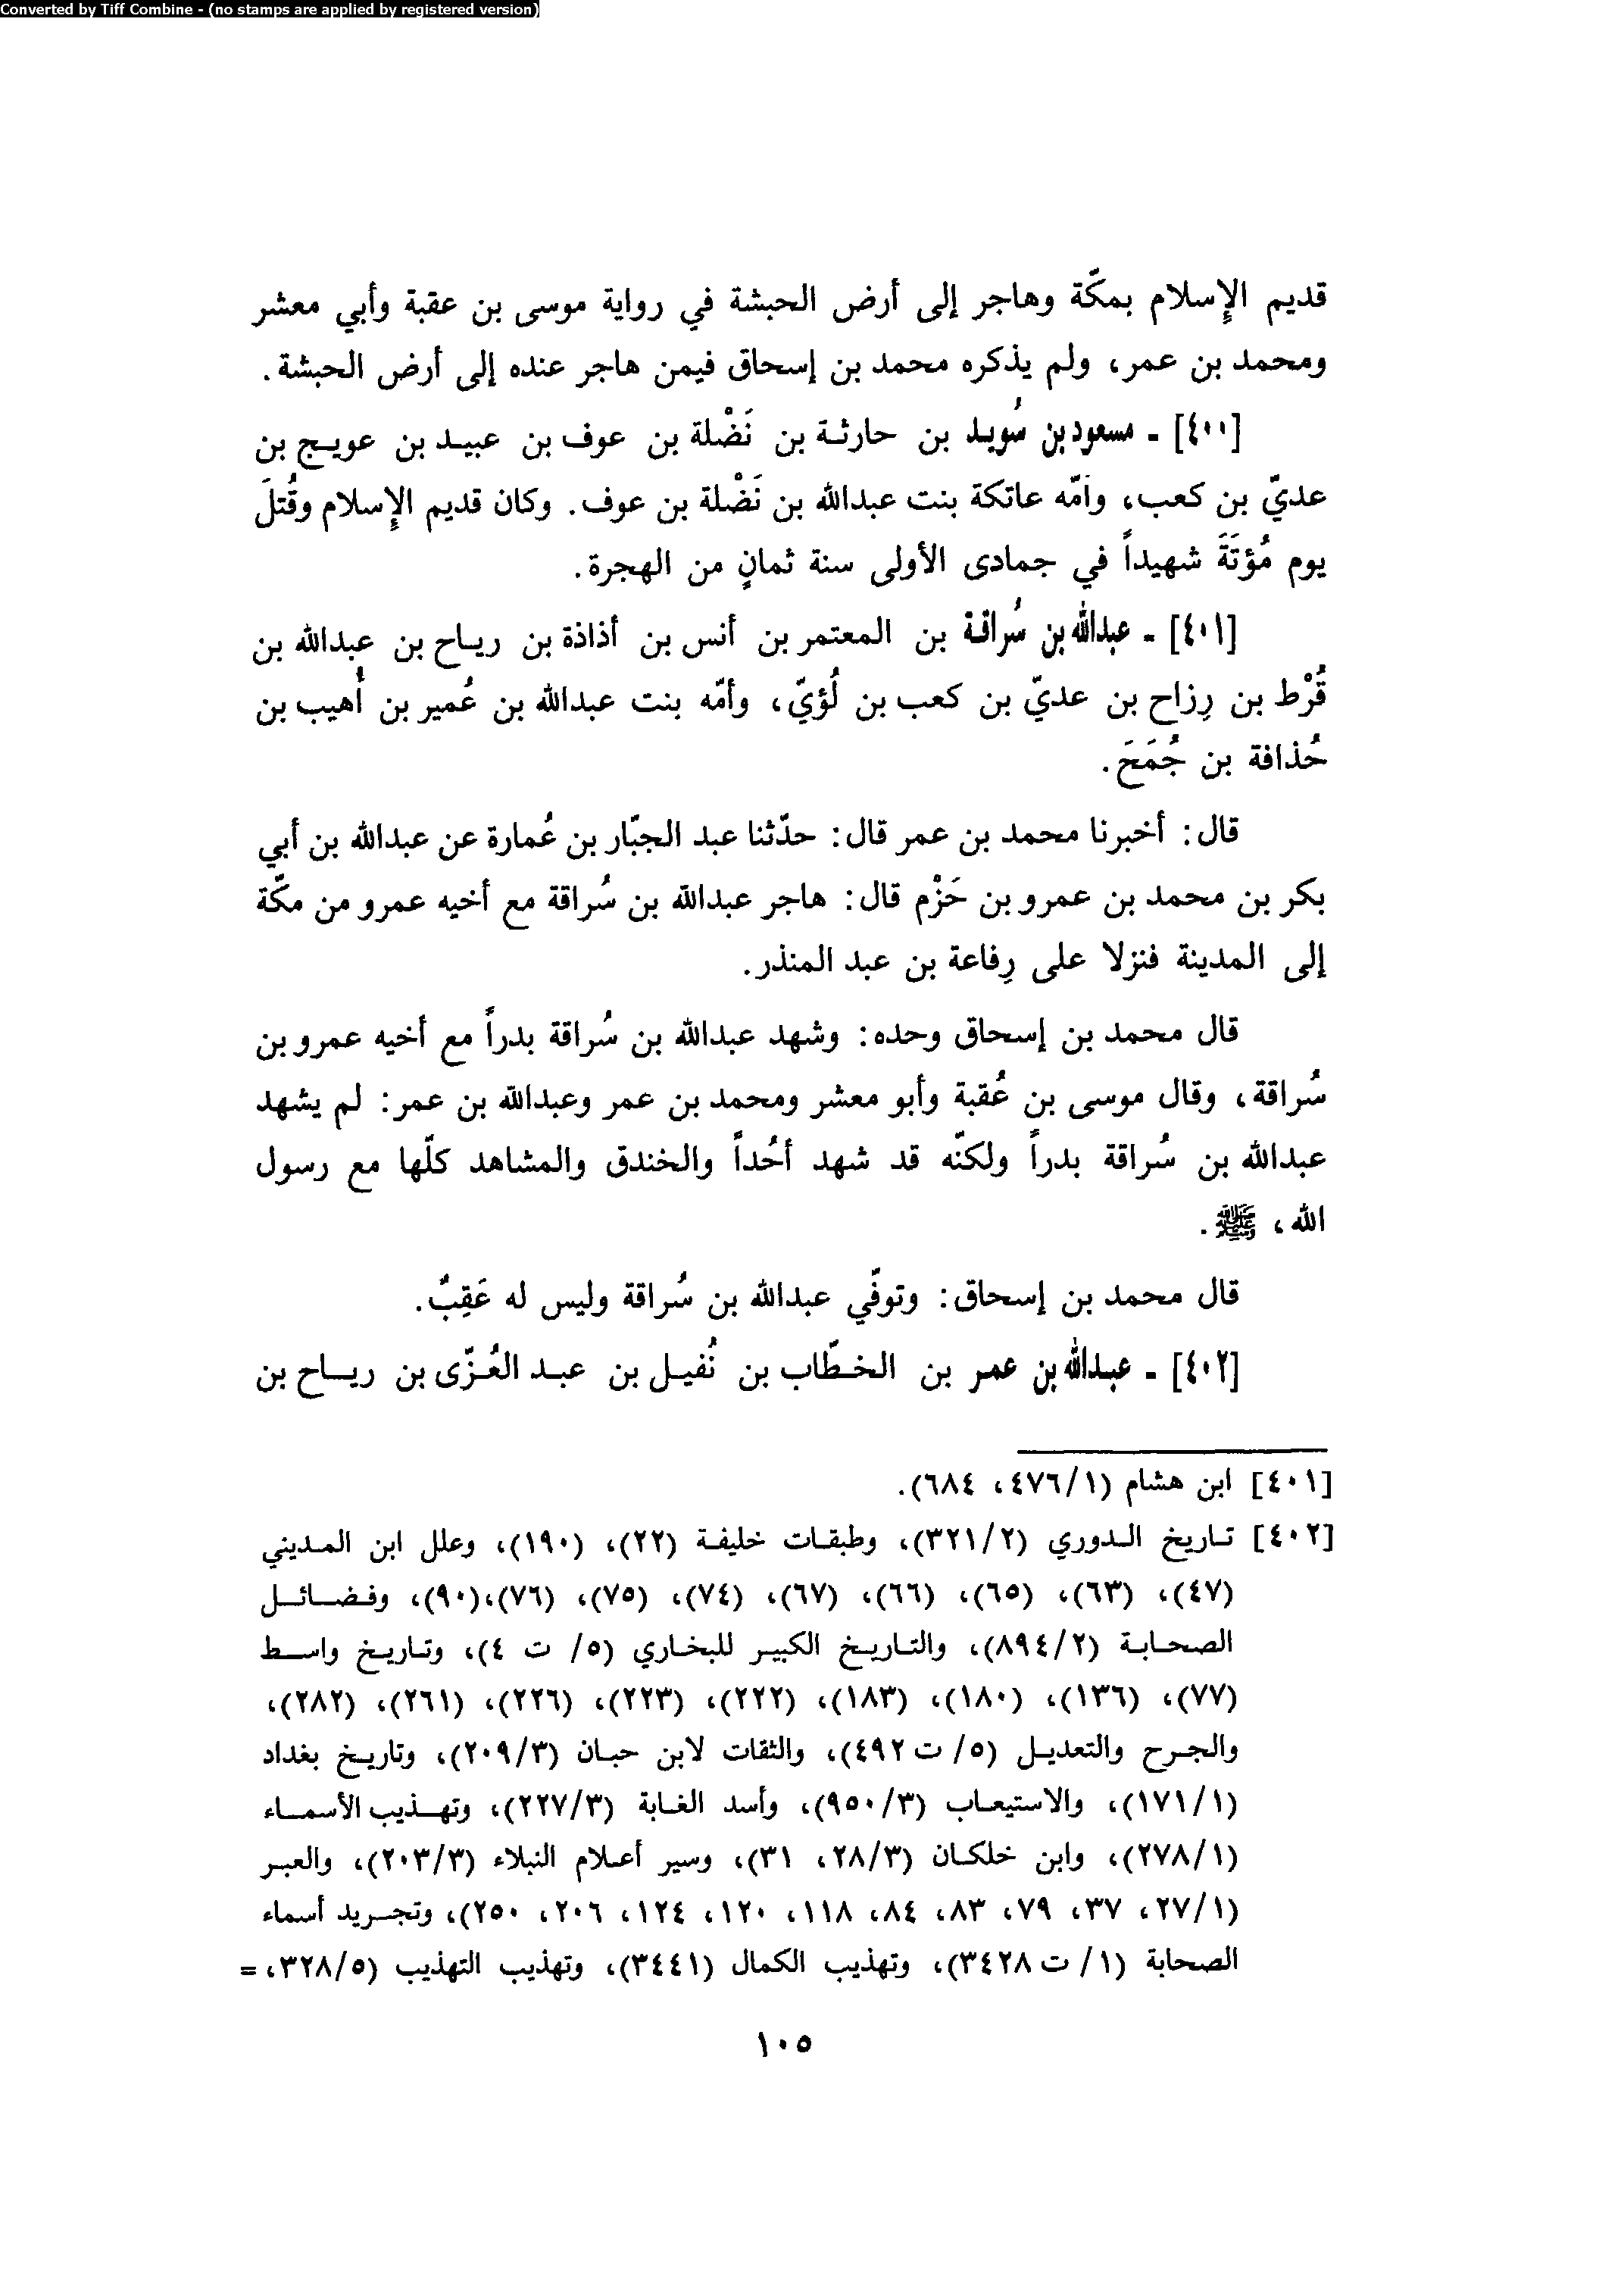 Converted by Tiff Combine - (no stamps are applied by registered version)
قديم الإسلام بمكّة وهاجر إلى أرض الحبشة في رواية موسى بن عقبة وأبي معشر
ومحمد بن عمر، ولم يذكره محمد بن إسحاق فيمن هاجر عنده إلى أرض الحبشة.
[٤٠٠] ـ مسعود بن سُويد بن حارثة بن نَضْلة بن عوف بن عبيد بن عويج بن
عديّ بن كعب، وأمّه عاتكة بنت عبدالله بن نَضْلة بن عوف. وكان قديم الإسلام وقُتلَ
يوم مُؤتَةَ شهيداً في جمادى الأولى سنة ثمانٍ من الهجرة.
[٤٠١] ـ عبدالله بن سُراقة بن المعتمر بن أنس بن أذاذة بن رياح بن عبدالله بن
قُرْط بن رِزاح بن عديّ بن كعب بن لُؤيّ، وأمّه بنت عبدالله بن عُمير بن أُهيب بن
حُذافة بن جُمَحَ.
قال: أخبرنا محمد بن عمر قال: حدّثنا عبد الجبّار بن عُمارة عن عبدالله بن أبي
بكر بن محمد بن عمرو بن حَزْم قال: هاجر عبدالله بن سُراقة مع أخيه عمرو من مكّة
إلى المدينة فنزلا على رِفاعة بن عبد المنذر.
قال محمد بن إسحاق وحده: وشهد عبدالله بن سُراقة بدراً مع أخيه عمرو بن
سُراقة، وقال موسى بن عُقبة وأبو معشر ومحمد بن عمر وعبدالله بن عمر: لم يشهد
عبدالله بن سُراقة بدراً ولكنّه قد شهد أحُداً والخندق والمشاهد كلّها مع رسول
الله، ﷺ.
قال محمد بن إسحاق: وتوفّي عبدالله بن سُراقة وليس له عَقِبٌ.
[٤٠٢] ـ عبدالله بن عمر بن الخطّاب بن نُفيل بن عبد العُزّى بن رياح بن
[٤٠١] ابن هشام (١/ ٤٧٦، ٦٨٤).
[٤٠٢] تاريخ الدوري (٢/ ٣٢١)، وطبقات خليفة (٢٢)، (١٩٠)، وعلل ابن المديني
(٤٧)، (٦٣)، (٦٥)، (٦٦)، (٦٧)، (٧٤)، (٧٥)، (٧٦)،(٩٠)، وفضائل
الصحابة (٢/ ٨٩٤)، والتاريخ الكبير للبخاري (٥/ ت ٤)، وتاريخ واسط
(٧٧)، (١٣٦)، (١٨٠)، (١٨٣)، (٢٢٢)، (٢٢٣)، (٢٢٦)، (٢٦١)، (٢٨٢)،
والجرح والتعديل (٥/ ت ٤٩٢)، والثقات لابن حبان (٣/ ٢٠٩)، وتاريخ بغداد
(١/ ١٧١)، والاستيعاب (٣/ ٩٥٠)، وأسد الغابة (٣/ ٢٢٧)، وتهذيب الأسماء
(١/ ٢٧٨)، وابن خلكان (٣/ ٢٨، ٣١)، وسير أعلام النبلاء (٣/ ٢٠٣)، والعبر
(١/ ٢٧، ٣٧، ٧٩، ٨٣، ٨٤، ١١٨، ١٢٠، ١٢٤، ٢٠٦، ٢٥٠)، وتجريد أسماء
الصحابة (١/ ت ٣٤٢٨)، وتهذيب الكمال (٣٤٤١)، وتهذيب التهذيب (٥/ ٣٢٨، =
١٠٥